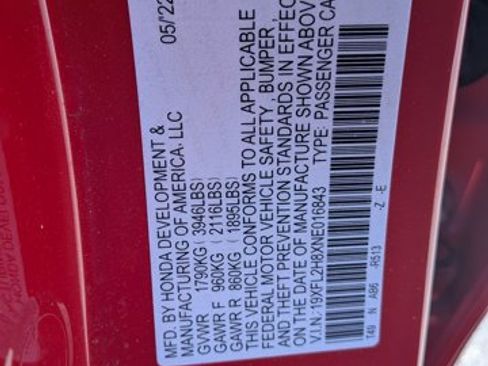 MFD. BY HONDA DEVELOPMENT & 05/22
MANUFACTURING OF AMERICA, LLC
GVWR 1790KG ( 3946LBS)
GAWR F 960KG ( 2116LBS)
GAWR R 860KG ( 1895LBS)
THIS VEHICLE CONFORMS TO ALL APPLICABLE
FEDERAL MOTOR VEHICLE SAFETY , BUMPER ,
AND THEFT PREVENTION STANDARDS IN EFFEC
ON THE DATE OF MANUFACTURE SHOWN ABOV
V.I.N.: 19XFL2H8XNE016843 TYPE: PASSENGER CA
T49 N AB6 -R513 -Z -E